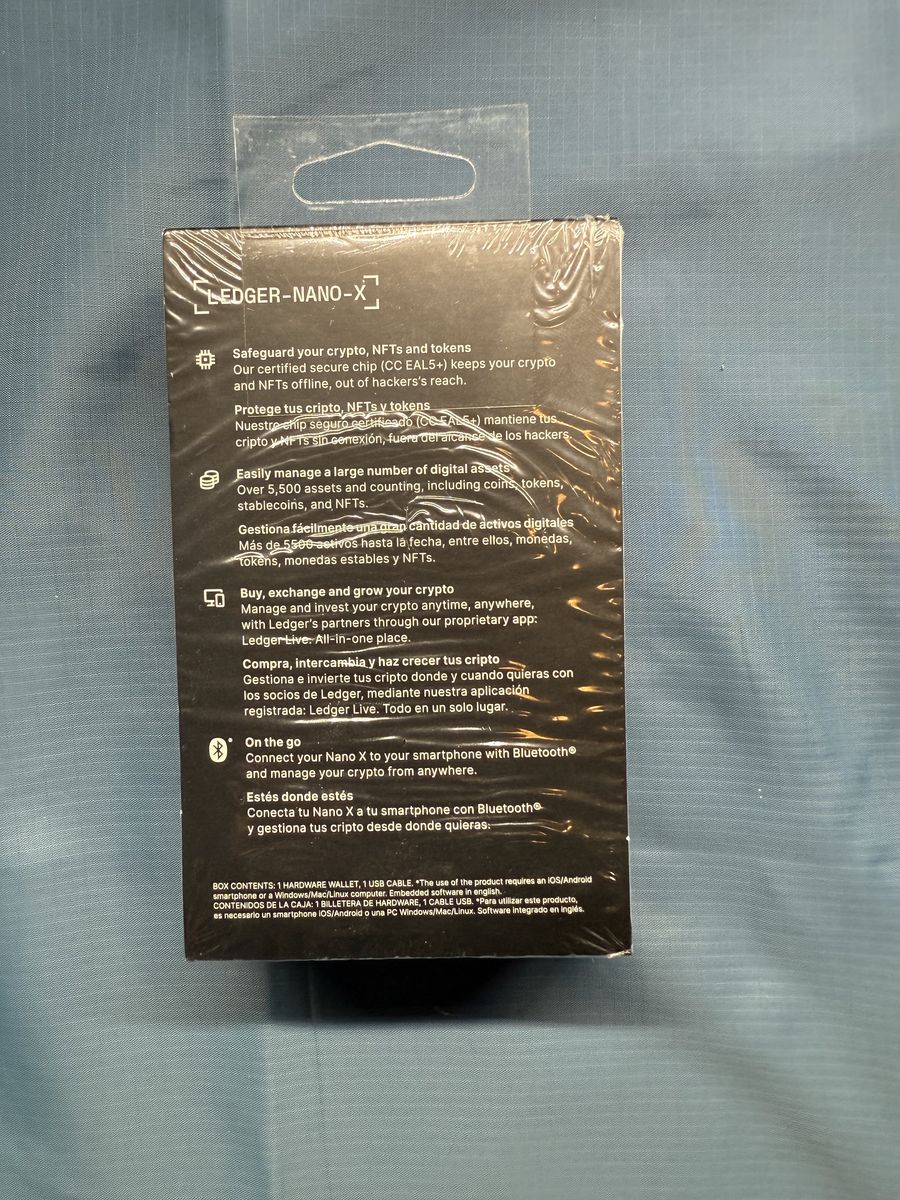 LEDGER-NANO-X
Safeguard your crypto, NFTs and tokens
Our certified secure chip (CC EAL5+) keeps your crypto
and NFTs offline, out of hackers's reach.
Protege tus cripto, NFTs y tokens
Nuestro chip seguro certificado (CC EAL5+) mantiene tus
cripto y NFTs sin conexión, fuera del alcance de los hackers.
Easily manage a large number of digital assets
Over 5,500 assets and counting, including coins, tokens,
stablecoins, and NFTs.
Gestiona fácilmente una gran cantidad de activos digitales
Más de 5500 activos hasta la fecha, entre ellos, monedas,
tokens, monedas estables y NFTs.
Buy, exchange and grow your crypto
Manage and invest your crypto anytime, anywhere,
with Ledger's partners through our proprietary app:
Ledger Live. All-in-one place.
Compra, intercambia y haz crecer tus cripto
Gestiona e invierte tus cripto donde y cuando quieras con
los socios de Ledger, mediante nuestra aplicación
registrada: Ledger Live. Todo en un solo lugar.
On the go
Connect your Nano X to your smartphone with Bluetooth®
and manage your crypto from anywhere.
Estés donde estés
Conecta tu Nano X a tu smartphone con Bluetooth®
y gestiona tus cripto desde donde quieras.
BOX CONTENTS: 1 HARDWARE WALLET, 1 USB CABLE. *The use of the product requires an iOS/Android
smartphone or a Windows/Mac/Linux computer. Embedded software in english.
CONTENIDOS DE LA CAJA: 1 BILLETERA DE HARDWARE, 1 CABLE USB. *Para utilizar este producto,
es necesario un smartphone iOS/Android o una PC Windows/Mac/Linux. Software integrado en inglés.